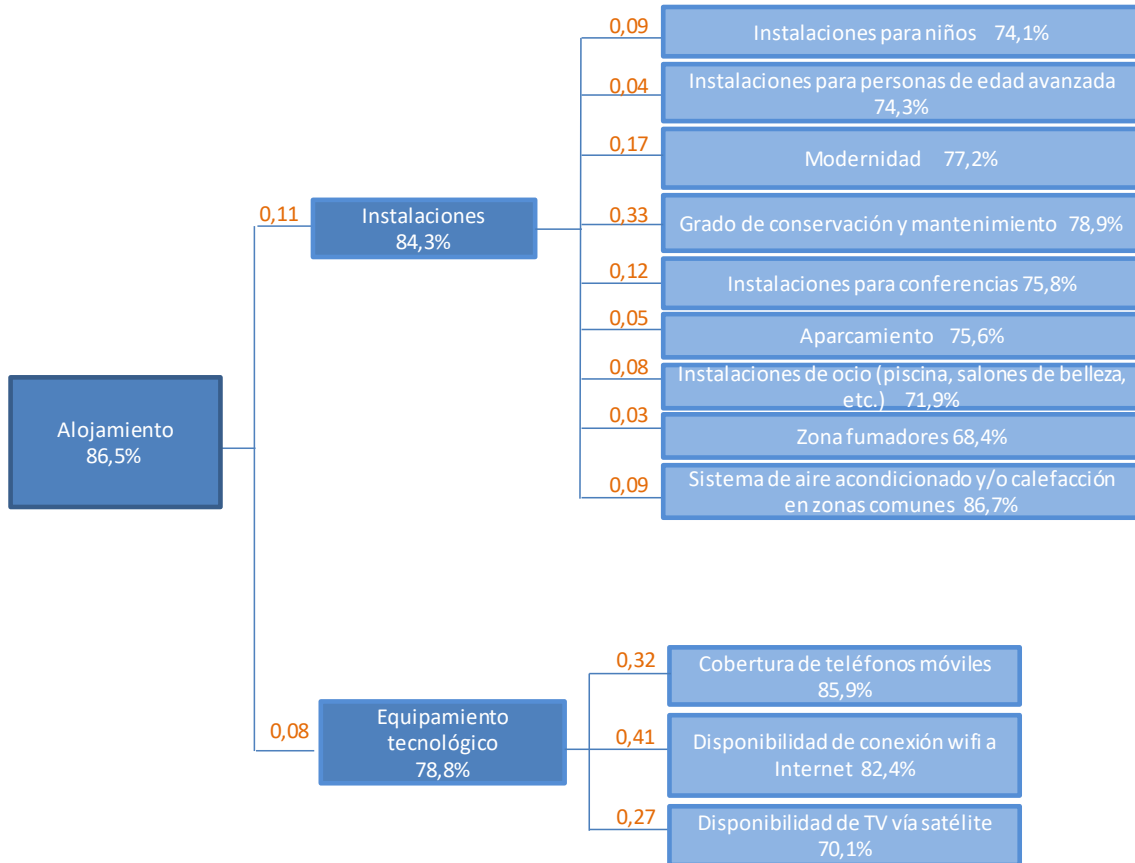 0,09
Instalaciones para niños 74,1%
0,04
Instalaciones para personas de edad avanzada
74,3%
0,17
Modernidad 77,2%
0,11
Instalaciones
84,3%
0,33
Grado de conservación y mantenimiento 78,9%
0,12
Instalaciones para conferencias 75,8%
0,05
Aparcamiento 75,6%
0,08
Instalaciones de ocio (piscina, salones de belleza,
etc.) 71,9%
0,03
Zona fumadores 68,4%
0,09
Sistema de aire acondicionado y/o calefacción
en zonas comunes 86,7%
Alojamiento
86,5%
0,08
Equipamiento
tecnológico
78,8%
0,32
Cobertura de teléfonos móviles
85,9%
0,41
Disponibilidad de conexión wifi a
Internet 82,4%
0,27
Disponibilidad de TV vía satélite
70,1%